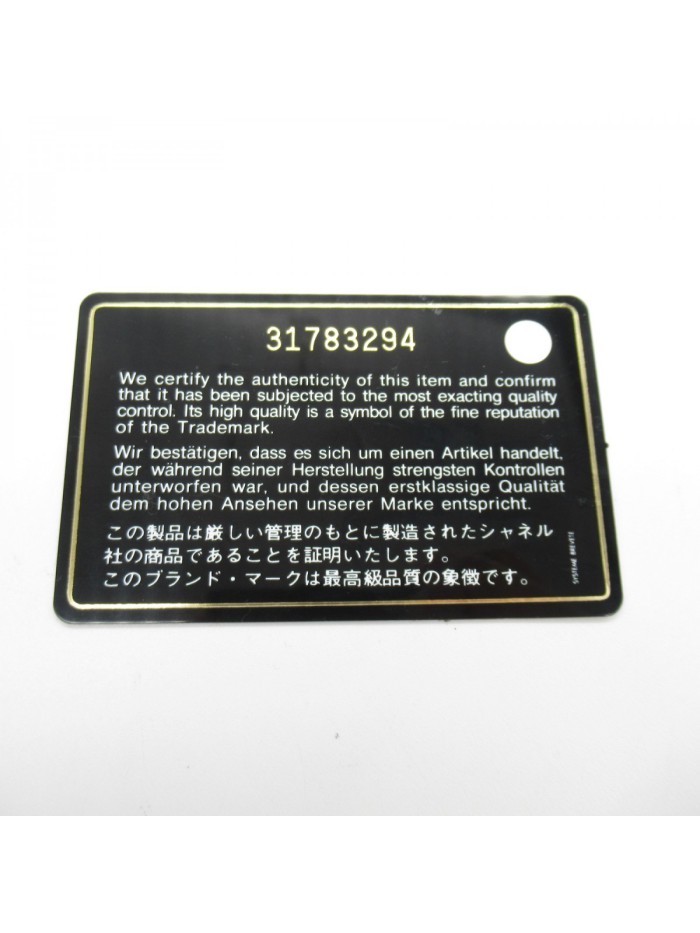 31783294
We certify the authenticity of this item and confirm
that it has been subjected to the most exacting quality
control. Its high quality is a symbol of the fine reputation
of the Trademark.
Wir bestätigen, dass es sich um einen Artikel handelt,
der während seiner Herstellung strengsten Kontrollen
unterworfen war, und dessen erstklassige Qualität
dem hohen Ansehen unserer Marke entspricht.
この製品は厳しい管理のもとに製造されたシャネル
社の商品であることを証明いたします。
このブランド・マークは最高級品質の象徴です。
SYSTEME BREVETE